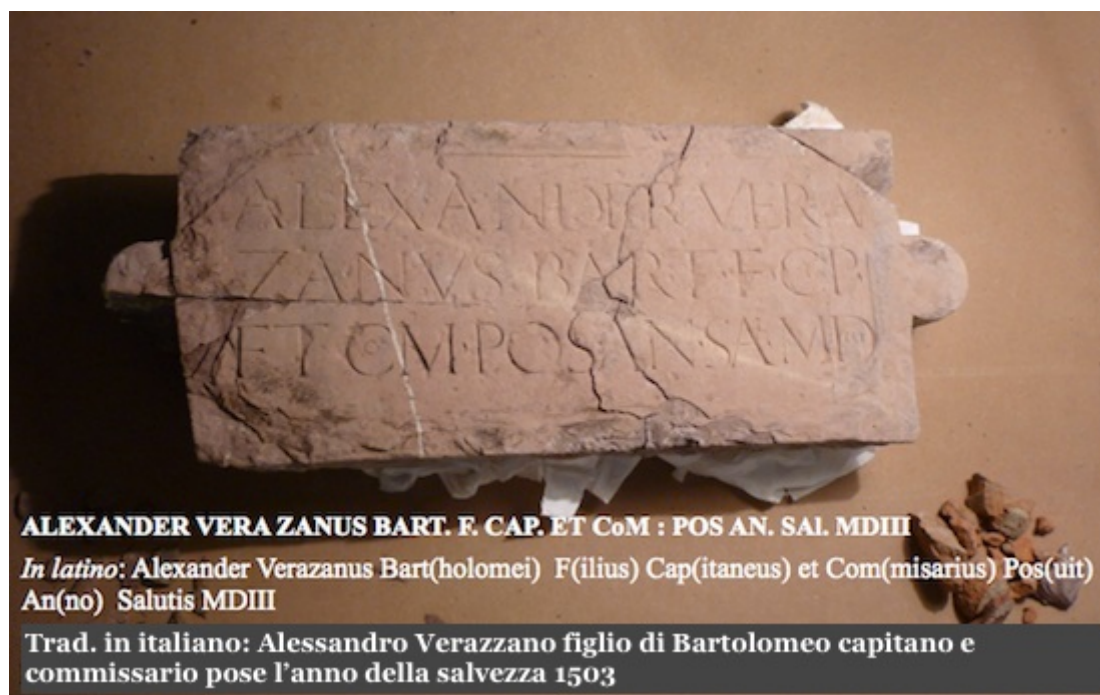 ALEXANDER VERA
ZANVS·BART·F·CP·
ET COM·POS AN·SA·MD
ALEXANDER VERA ZANUS BART. F. CAP. ET CoM : POS AN. SAl. MDIII
In latino: Alexander Verazanus Bart(holomei) F(ilius) Cap(itaneus) et Com(misarius) Pos(uit)
An(no) Salutis MDIII
Trad. in italiano: Alessandro Verazzano figlio di Bartolomeo capitano e
commissario pose l’anno della salvezza 1503